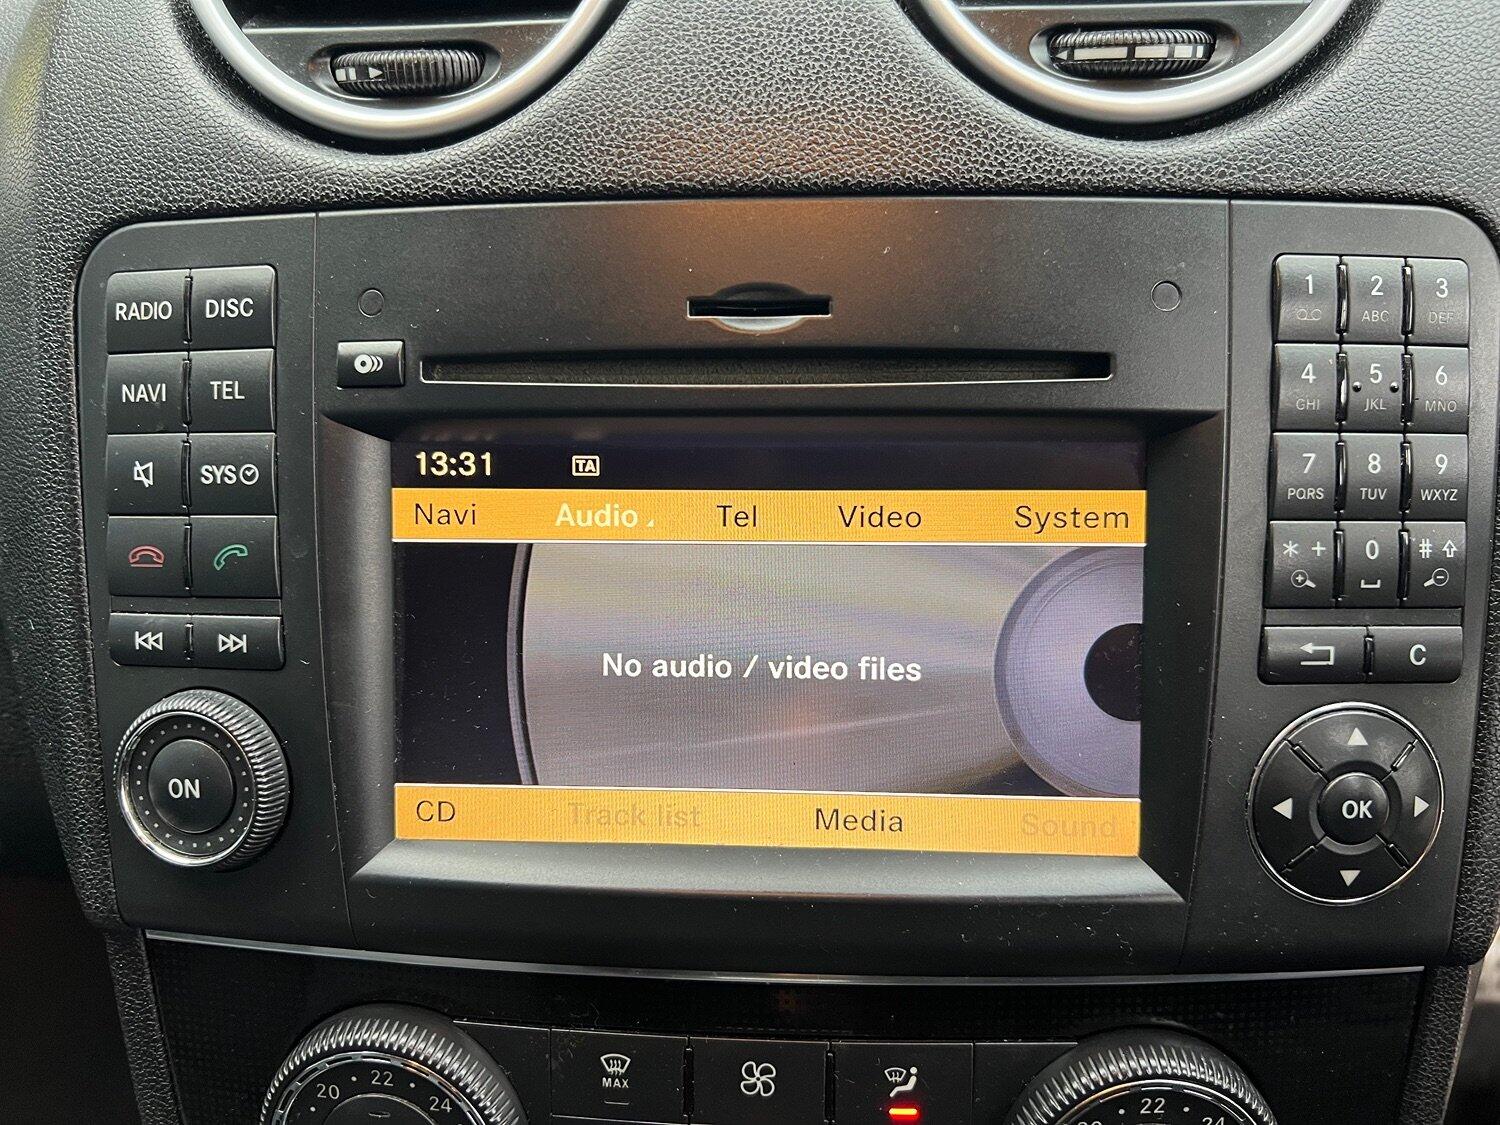 RADIO DISC
NAVI TEL
SYS
ON
1 2 ABC 3 DEF
4 GHI 5 JKL 6 MNO
7 PQRS 8 TUV 9 WXYZ
* + 0 #
C
OK
13:31 TA
Navi Audio Tel Video System
No audio / video files
CD Track list Media Sound
20 22 24
MAX
20 22 24